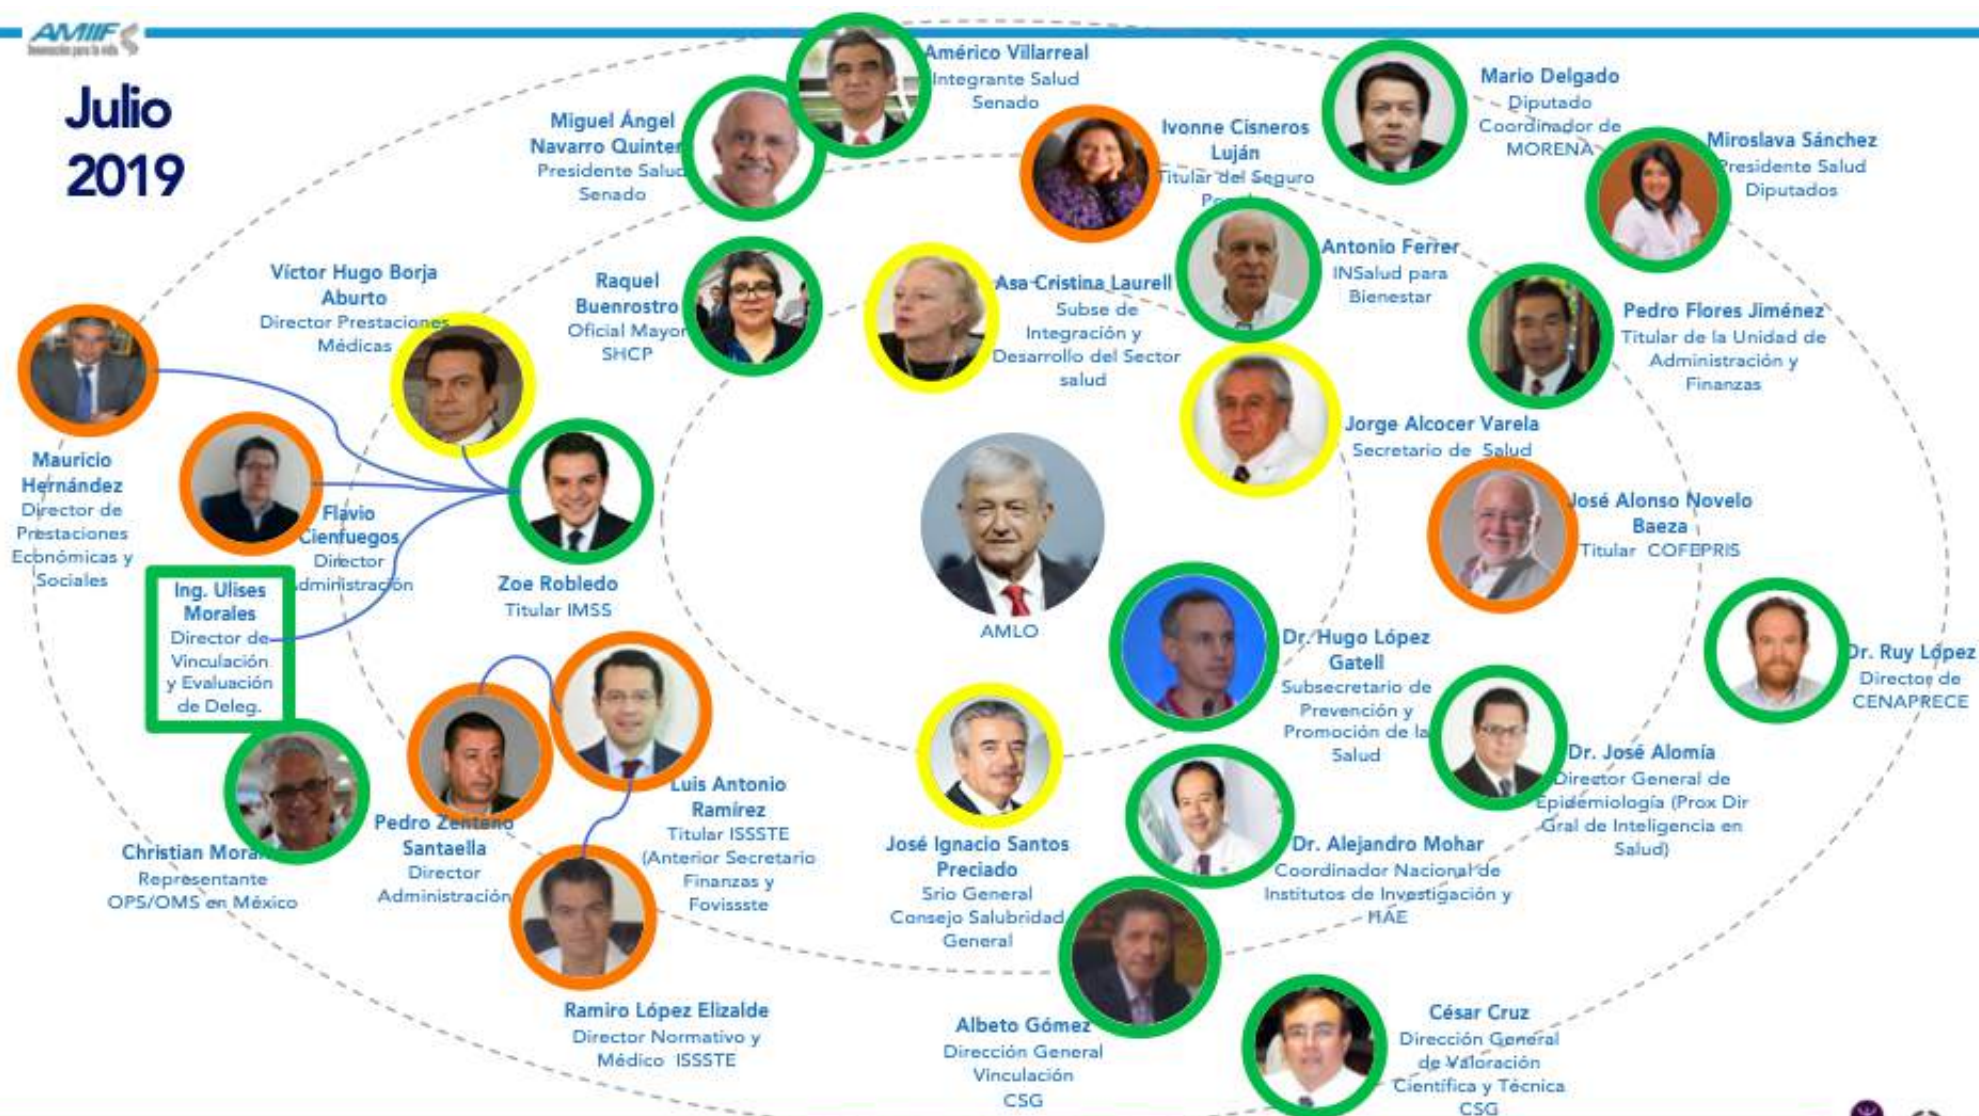 AMIIF
Innovación para la vida
Julio
2019
Américo Villarreal
Integrante Salud
Senado
Miguel Ángel
Navarro Quinter
Presidente Salud
Senado
Ivonne Cisneros
Luján
Titular del Seguro
Mario Delgado
Diputado
Coordinador de
MORENA
Miroslava Sánchez
Presidente Salud
Diputados
Víctor Hugo Borja
Aburto
Director Prestaciones
Médicas
Raquel
Buenrostro
Oficial Mayor
SHCP
Asa Cristina Laurell
Subse de
Integración y
Desarrollo del Sector
salud
Antonio Ferrer
INSalud para
Bienestar
Pedro Flores Jiménez
Titular de la Unidad de
Administración y
Finanzas
Jorge Alcocer Varela
Secretario de Salud
Mauricio
Hernández
Director de
Prestaciones
Económicas y
Sociales
Flavio
Cienfuegos
Director
Administración
Zoe Robledo
Titular IMSS
AMLO
José Alonso Novelo
Baeza
Titular COFEPRIS
Ing. Ulises
Morales
Director de
Vinculación
y Evaluación
de Deleg.
Dr. Hugo López
Gatell
Subsecretario de
Prevención y
Promoción de la
Salud
Dr. Ruy López
Director de
CENAPRECE
Dr. José Alomía
Director General de
Epidemiología (Prox Dir
Gral de Inteligencia en
Salud)
Christian Mora
Representante
OPS/OMS en México
Pedro Zenteno
Santaella
Director
Administración
Luis Antonio
Ramírez
Titular ISSSTE
(Anterior Secretario
Finanzas y
Fovissste
José Ignacio Santos
Preciado
Srio General
Consejo Salubridad
General
Dr. Alejandro Mohar
Coordinador Nacional de
Institutos de Investigación y
HAE
Ramiro López Elizalde
Director Normativo y
Médico ISSSTE
Albeto Gómez
Dirección General
Vinculación
CSG
César Cruz
Dirección General
de Valoración
Científica y Técnica
CSG